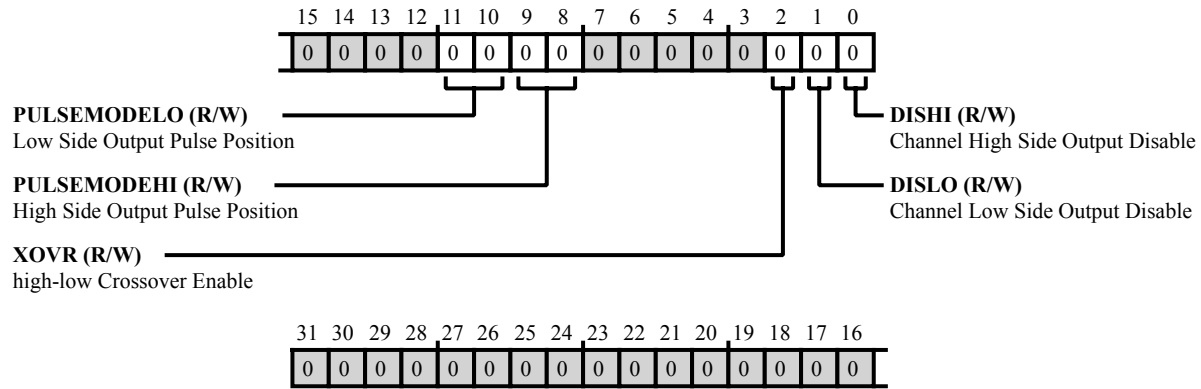 15 14 13 12 11 10 9 8 7 6 5 4 3 2 1 0
0 0 0 0 0 0 0 0 0 0 0 0 0 0 0 0
PULSEMODELO (R/W)
Low Side Output Pulse Position
DISHI (R/W)
Channel High Side Output Disable
PULSEMODEHI (R/W)
High Side Output Pulse Position
DISLO (R/W)
Channel Low Side Output Disable
XOVR (R/W)
high-low Crossover Enable
31 30 29 28 27 26 25 24 23 22 21 20 19 18 17 16
0 0 0 0 0 0 0 0 0 0 0 0 0 0 0 0